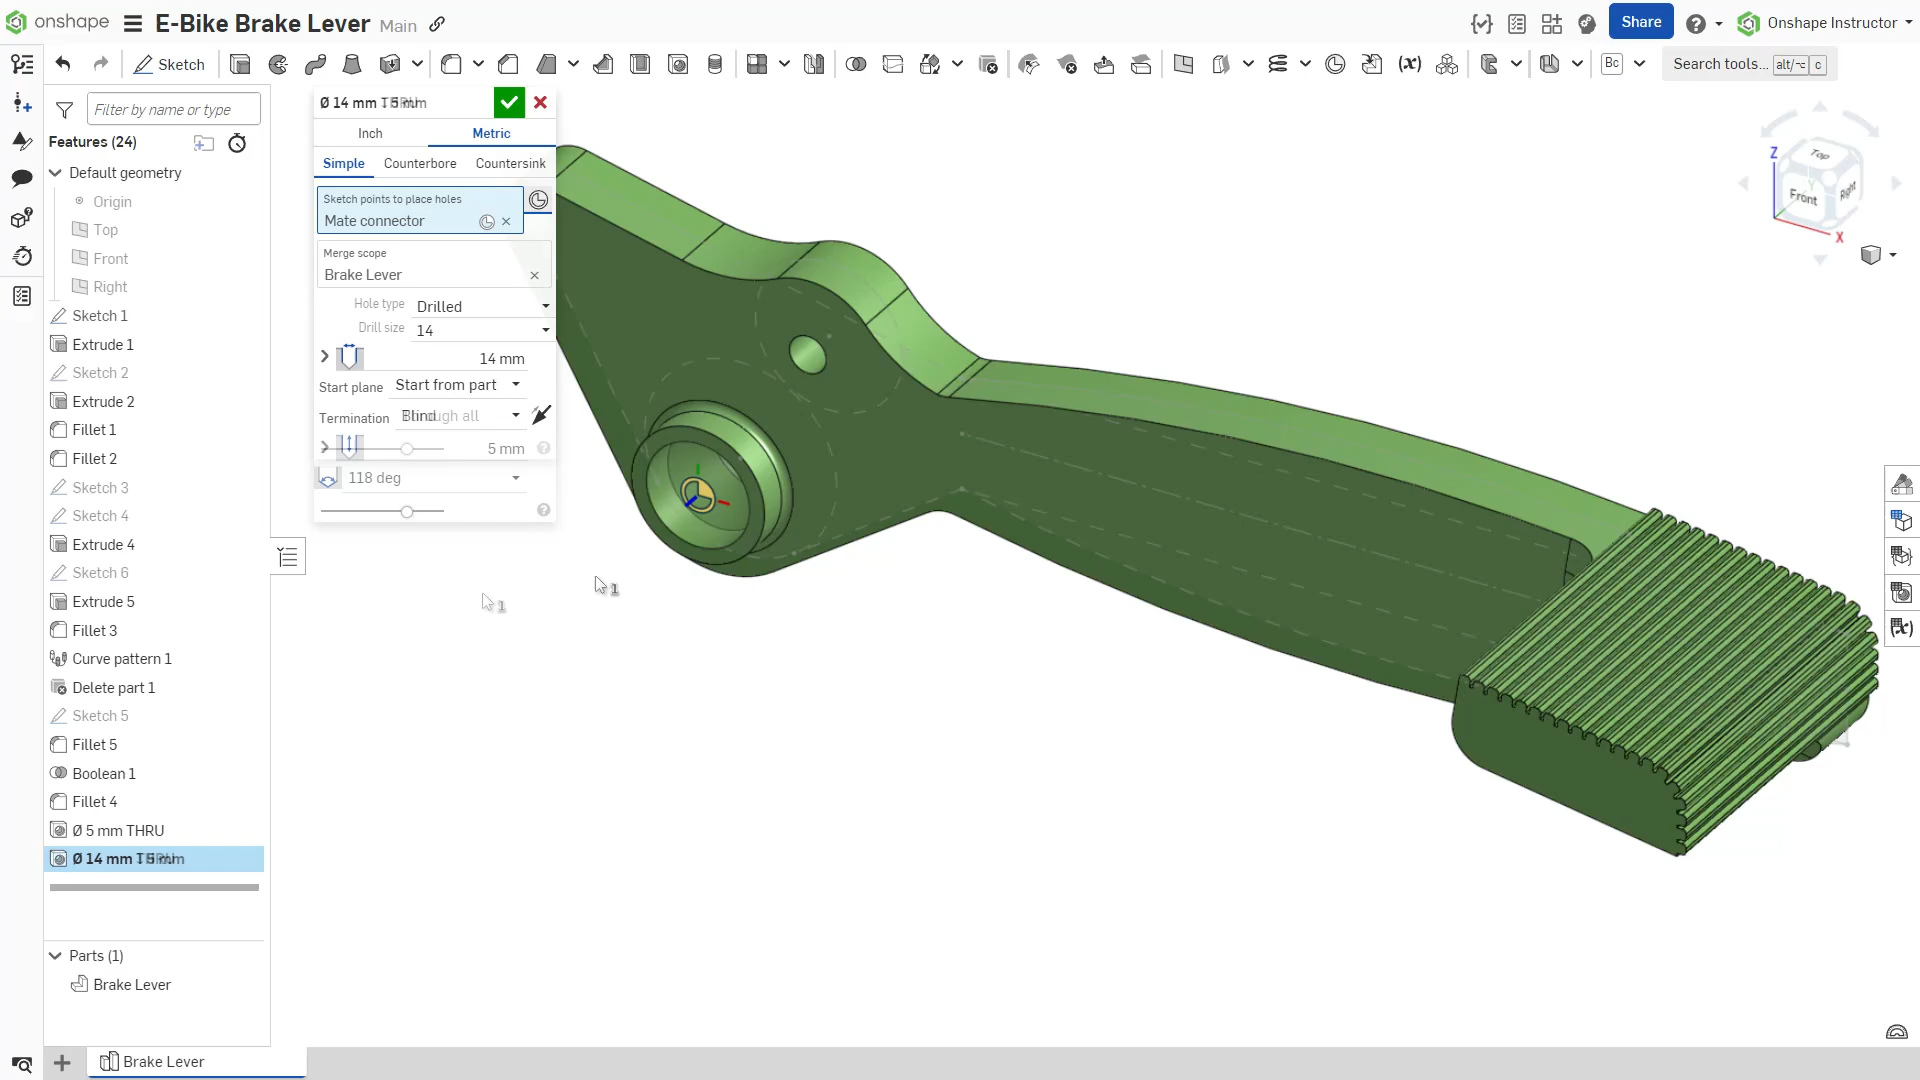 onshape
E-Bike Brake Lever Main
Share
Onshape Instructor
Sketch
Bc
Search tools... alt/⌥ c
Filter by name or type
Features (24)
Default geometry
Origin
Top
Front
Right
Sketch 1
Extrude 1
Sketch 2
Extrude 2
Fillet 1
Fillet 2
Sketch 3
Sketch 4
Extrude 4
Sketch 6
Extrude 5
Fillet 3
Curve pattern 1
Delete part 1
Sketch 5
Fillet 5
Boolean 1
Fillet 4
Ø 5 mm THRU
Ø 14 mm
Parts (1)
Brake Lever
Ø 14 mm
Inch
Metric
Simple
Counterbore
Countersink
Sketch points to place holes
Mate connector
Merge scope
Brake Lever
Hole type
Drilled
Drill size
14
14 mm
Start plane
Start from part
Termination
Blind
5 mm
118 deg
1
1
Z
Top
Y
Front
Right
X
Brake Lever